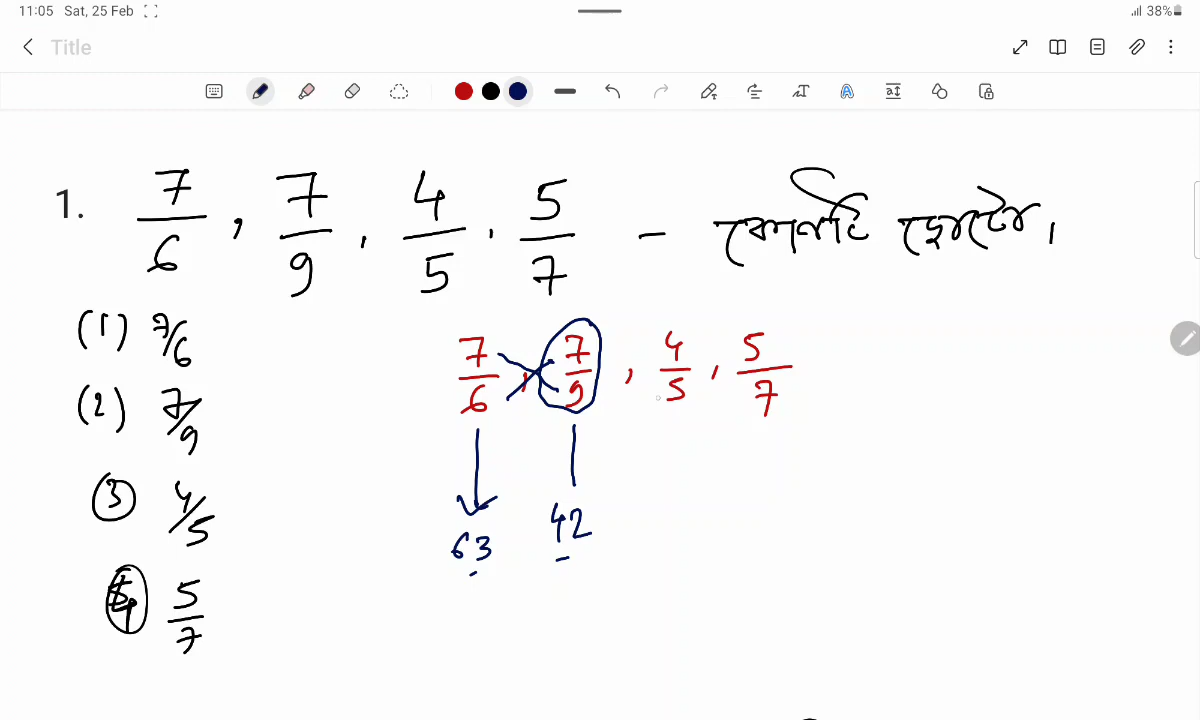 11:05 Sat, 25 Feb 38%
Title
1. 7/6, 7/9, 4/5, 5/7 - কোনটি ছোটো।
(1) 7/6
(2) 7/9
(3) 4/5
(4) 5/7
7/6, 7/9, 4/5, 5/7
63 42